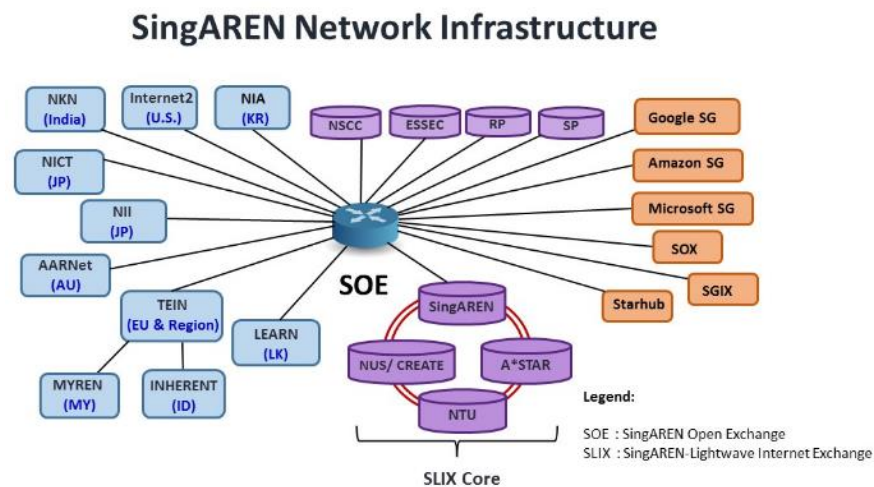 SingAREN Network Infrastructure
NKN
(India)
Internet2
(U.S.)
NIA
(KR)
NSCC
ESSEC
RP
SP
Google SG
NICT
(JP)
Amazon SG
NII
(JP)
Microsoft SG
SOX
AARNet
(AU)
SOE
SGIX
Starhub
TEIN
(EU & Region)
SingAREN
LEARN
(LK)
NUS/ CREATE
A*STAR
MYREN
(MY)
INHERENT
(ID)
NTU
Legend:
SOE : SingAREN Open Exchange
SLIX : SingAREN-Lightwave Internet Exchange
SLIX Core